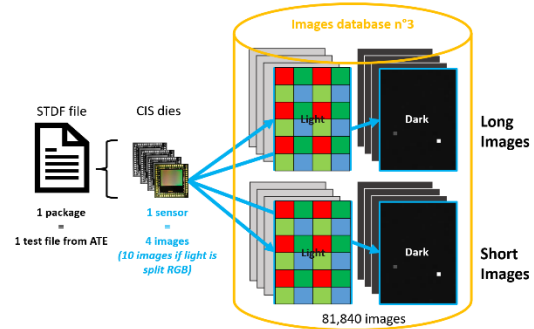 Images database n°3
STDF file
CIS dies
Light
Dark
Long
Images
1 package
=
1 test file from ATE
1 sensor
=
4 images
(10 images if light is
split RGB)
Light
Dark
Short
Images
81,840 images